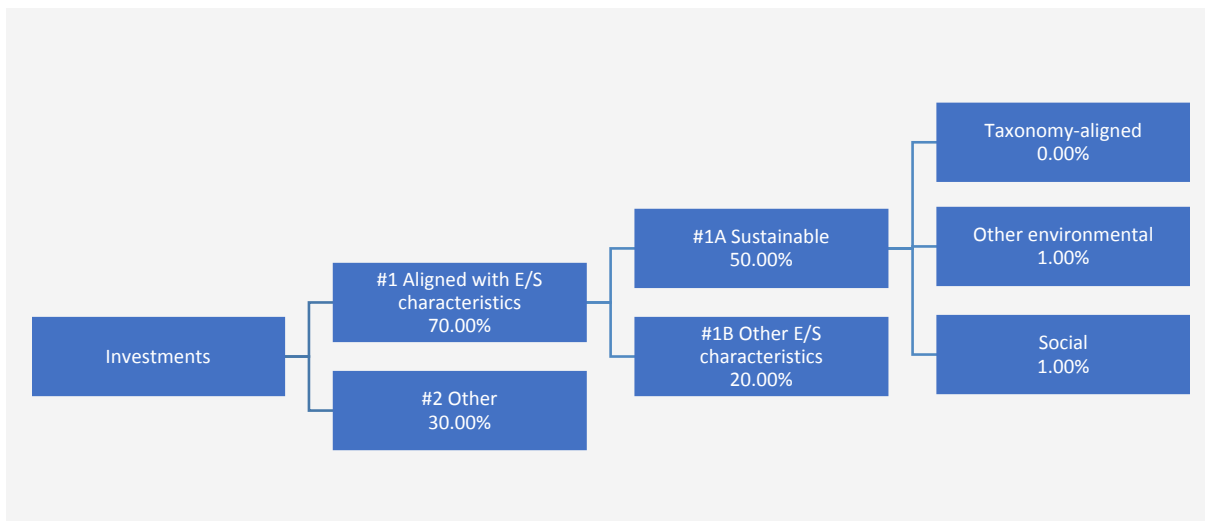 Investments
#1 Aligned with E/S
characteristics
70.00%
#2 Other
30.00%
#1A Sustainable
50.00%
#1B Other E/S
characteristics
20.00%
Taxonomy-aligned
0.00%
Other environmental
1.00%
Social
1.00%